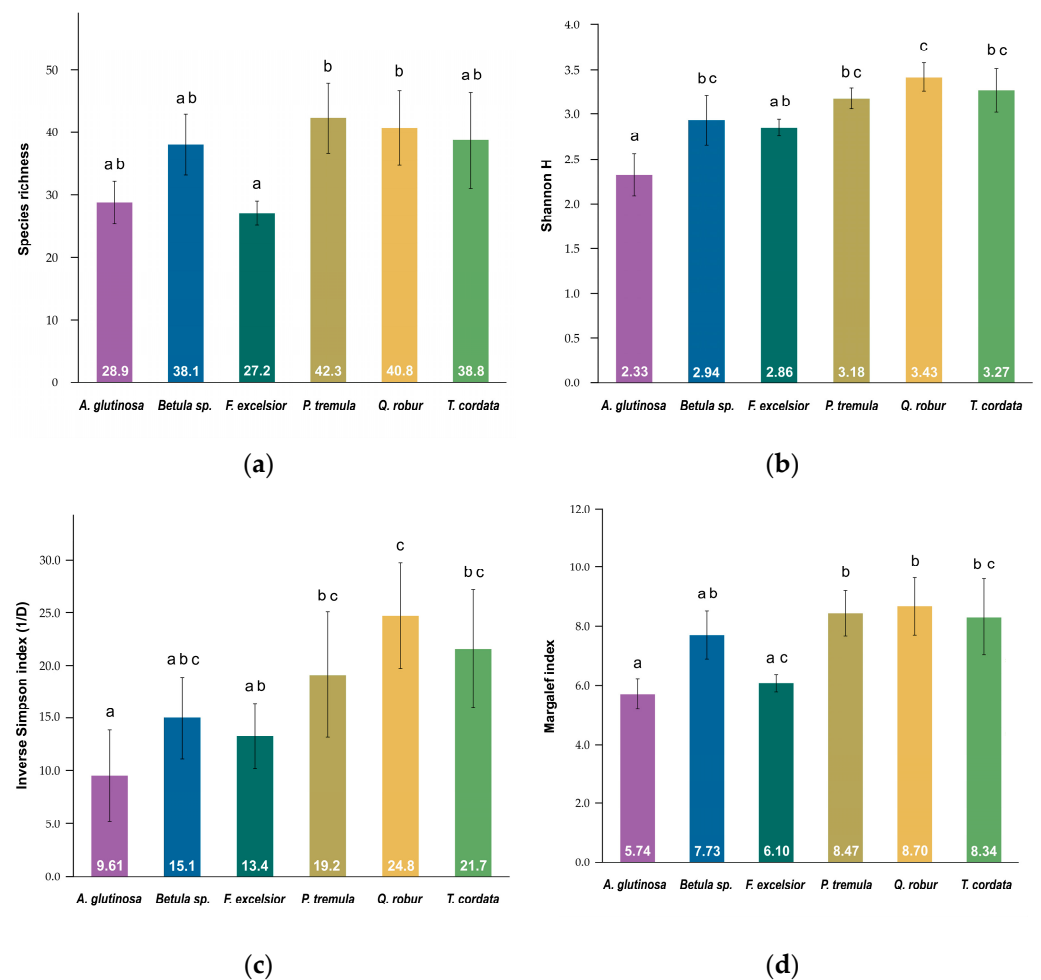 Species richness
50
40
30
20
10
0
a b
a b
a
b
b
a b
28.9 38.1 27.2 42.3 40.8 38.8
A. glutinosa Betula sp. F. excelsior P. tremula Q. robur T. cordata
(a)
Shannon H
4.0
3.5
3.0
2.5
2.0
1.5
1.0
0.5
0.0
a
b c
a b
b c
c
b c
2.33 2.94 2.86 3.18 3.43 3.27
A. glutinosa Betula sp. F. excelsior P. tremula Q. robur T. cordata
(b)
Inverse Simpson index (1/D)
30.0
25.0
20.0
15.0
10.0
5.0
0.0
a
a b c
a b
b c
c
b c
9.61 15.1 13.4 19.2 24.8 21.7
A. glutinosa Betula sp. F. excelsior P. tremula Q. robur T. cordata
(c)
Margalef index
12.0
10.0
8.0
6.0
4.0
2.0
0.0
a
a b
a c
b
b
b c
5.74 7.73 6.10 8.47 8.70 8.34
A. glutinosa Betula sp. F. excelsior P. tremula Q. robur T. cordata
(d)